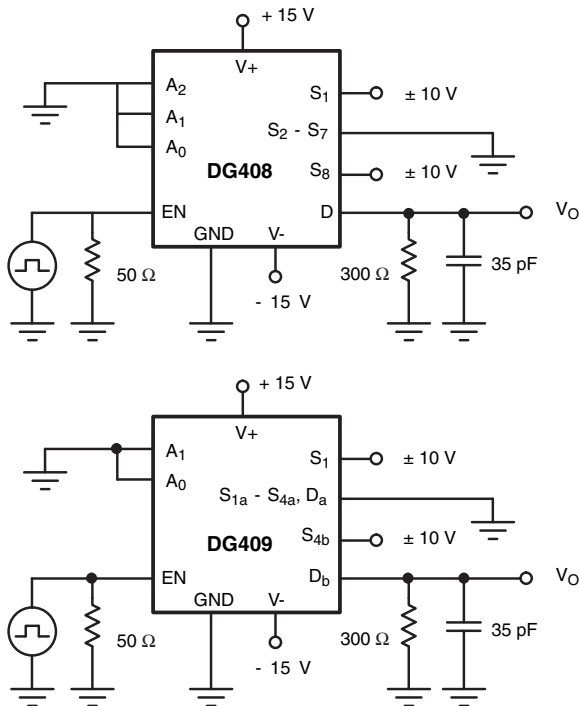 + 15 V
V+
A2
S1
± 10 V
A1
S2 - S7
A0
DG408
S8
± 10 V
EN
D
VO
GND
V-
50 Ω
300 Ω
35 pF
- 15 V
+ 15 V
V+
A1
S1
± 10 V
A0
S1a - S4a, Da
DG409
S4b
± 10 V
EN
Db
VO
GND
V-
50 Ω
300 Ω
35 pF
- 15 V